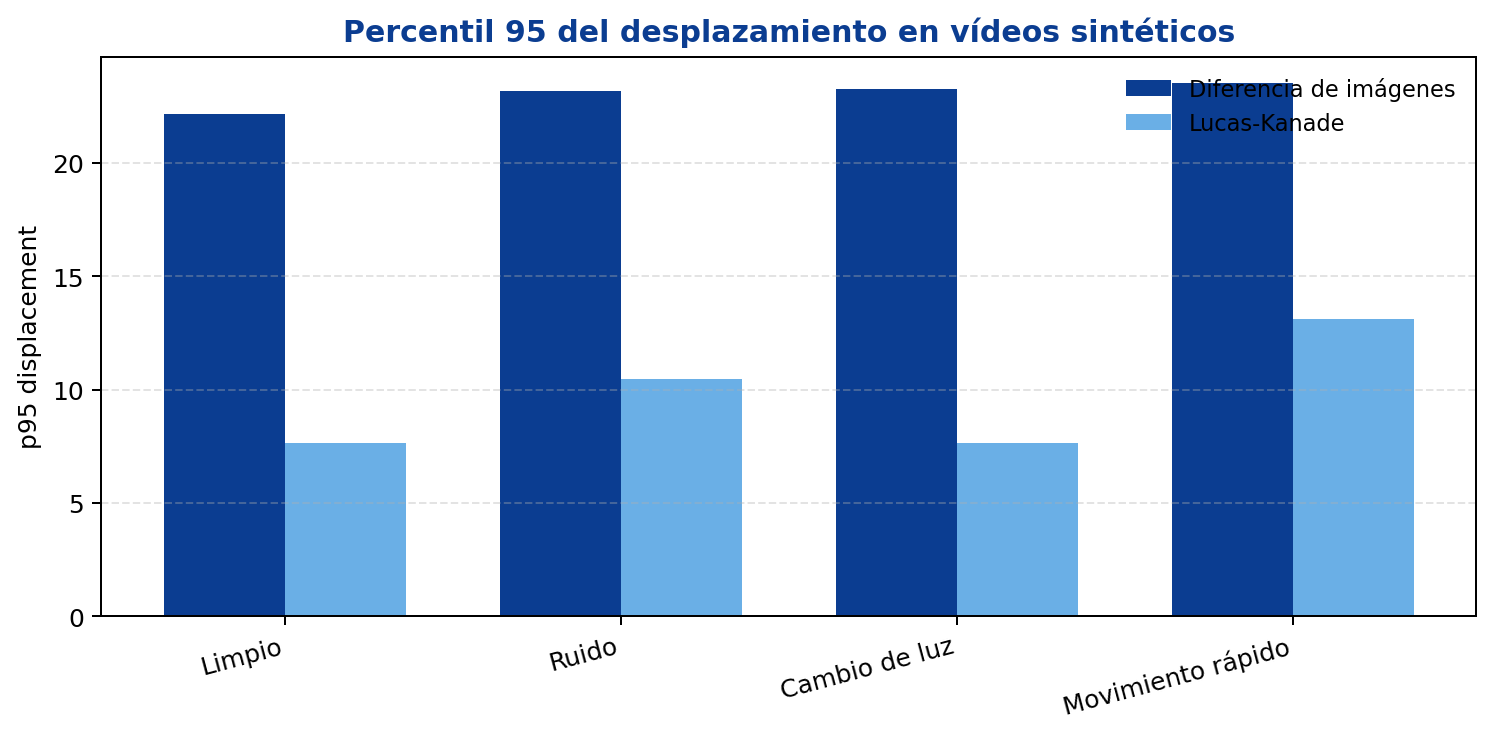 Percentil 95 del desplazamiento en vídeos sintéticos
Diferencia de imágenes
Lucas-Kanade
p95 displacement
20
15
10
5
0
Limpio
Ruido
Cambio de luz
Movimiento rápido